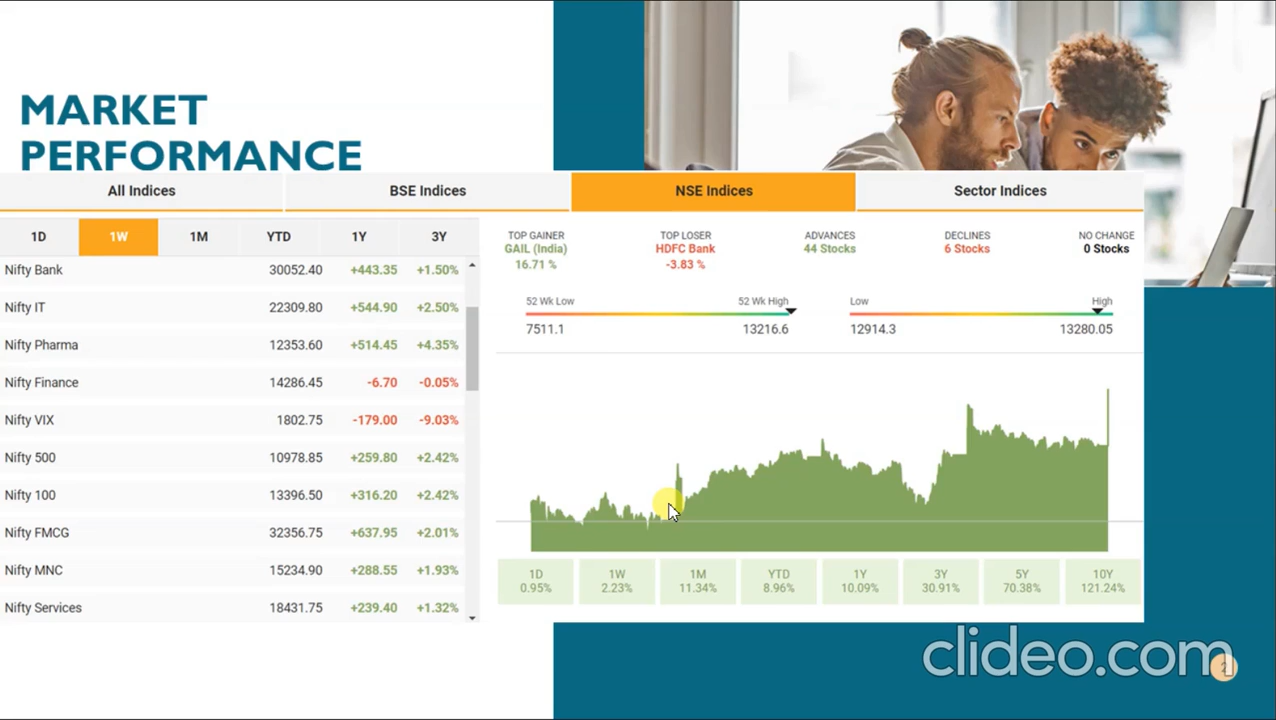 MARKET
PERFORMANCE
All Indices BSE Indices NSE Indices Sector Indices
1D 1W 1M YTD 1Y 3Y
Nifty Bank 30052.40 +443.35 +1.50%
Nifty IT 22309.80 +544.90 +2.50%
Nifty Pharma 12353.60 +514.45 +4.35%
Nifty Finance 14286.45 -6.70 -0.05%
Nifty VIX 1802.75 -179.00 -9.03%
Nifty 500 10978.85 +259.80 +2.42%
Nifty 100 13396.50 +316.20 +2.42%
Nifty FMCG 32356.75 +637.95 +2.01%
Nifty MNC 15234.90 +288.55 +1.93%
Nifty Services 18431.75 +239.40 +1.32%
TOP GAINER TOP LOSER ADVANCES DECLINES NO CHANGE
GAIL (India) HDFC Bank 44 Stocks 6 Stocks 0 Stocks
16.71 % -3.83 %
52 Wk Low 52 Wk High Low High
7511.1 13216.6 12914.3 13280.05
1D 1W 1M YTD 1Y 3Y 5Y 10Y
0.95% 2.23% 11.34% 8.96% 10.09% 30.91% 70.38% 121.24%
clideo.com
2